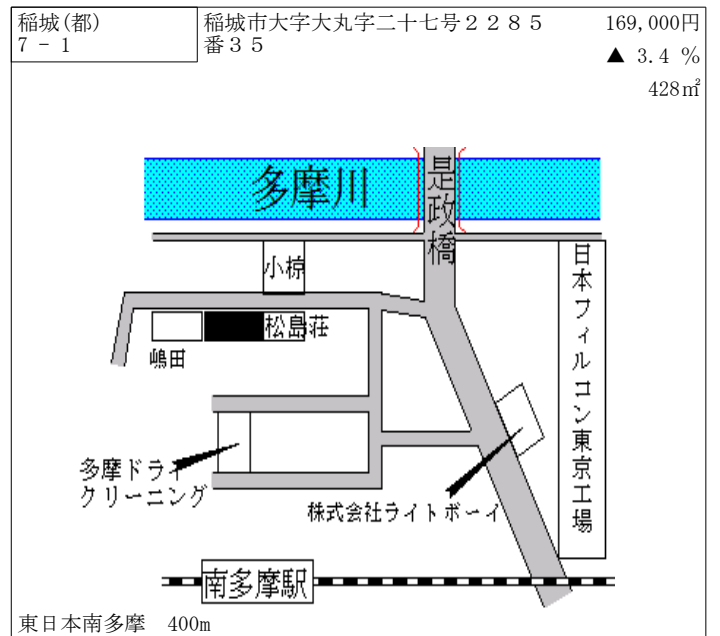 稲城(都)
7 - 1
稲城市大字大丸字二十七号２２８５
番３５
169,000円
▲ 3.4 %
428㎡
多摩川
是政橋
小椋
日本フィルコン東京工場
松島荘
嶋田
多摩ドライ
クリーニング
株式会社ライトボーイ
南多摩駅
東日本南多摩　400m